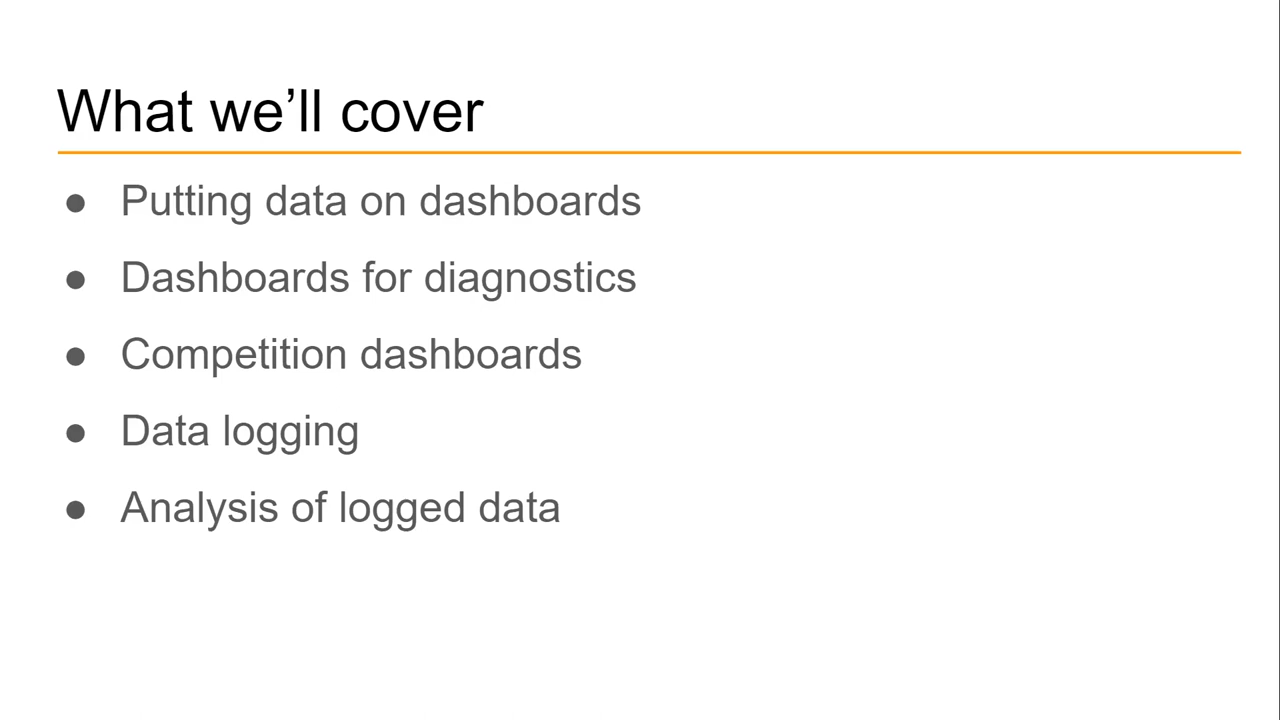 What we’ll cover
● Putting data on dashboards
● Dashboards for diagnostics
● Competition dashboards
● Data logging
● Analysis of logged data